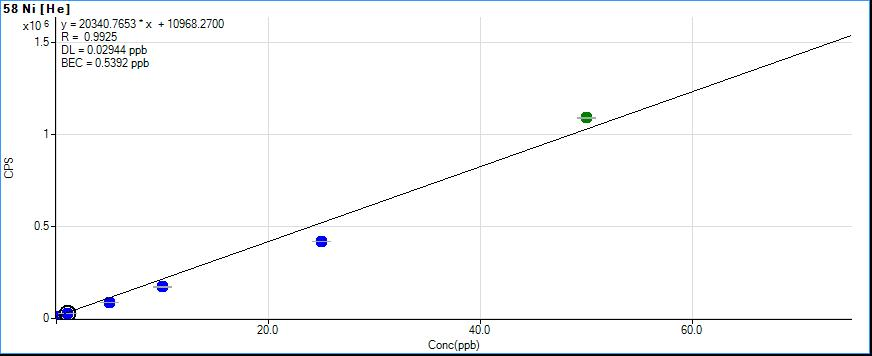 58 Ni [He]
x10 6
y = 20340.7653 * x + 10968.2700
R = 0.9925
DL = 0.02944 ppb
BEC = 0.5392 ppb
1.5
1
CPS
0.5
0
20.0 40.0 60.0
Conc(ppb)